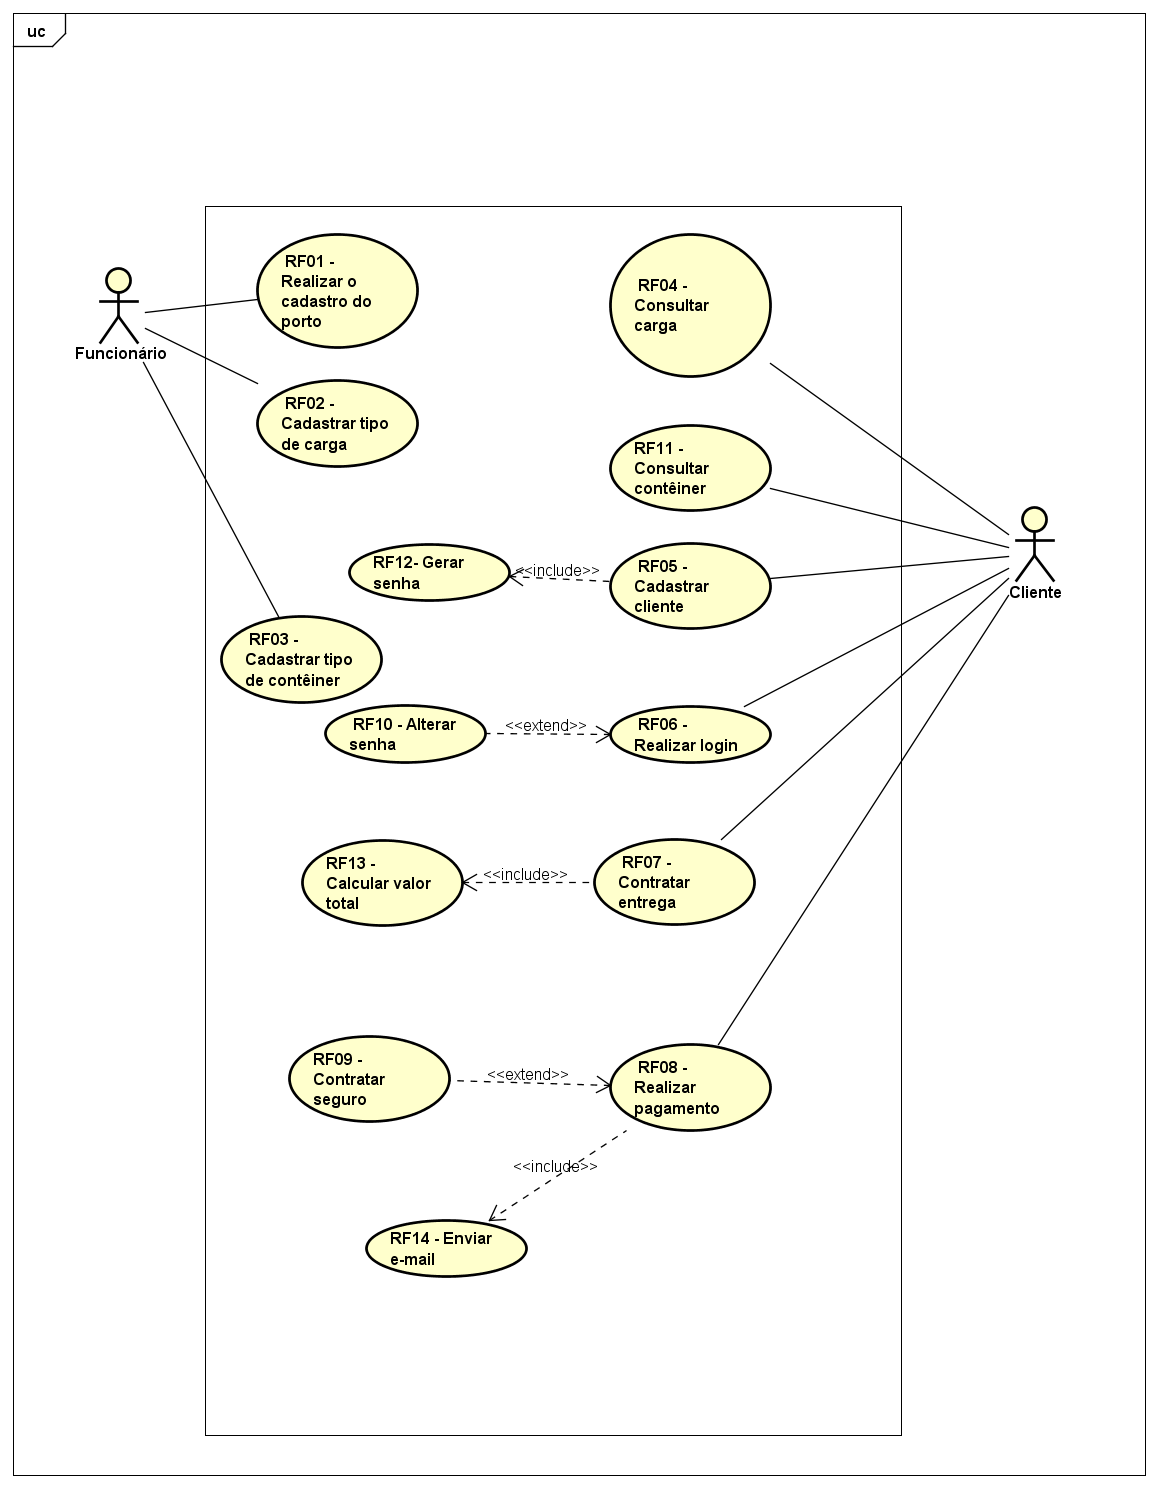 uc
RF01 -
Realizar o
cadastro do
porto
RF04 -
Consultar
carga
Funcionário
RF02 -
Cadastrar tipo
de carga
RF11 -
Consultar
contêiner
RF12- Gerar
senha
<<include>>
RF05 -
Cadastrar
cliente
Cliente
RF03 -
Cadastrar tipo
de contêiner
RF10 - Alterar
senha
<<extend>>
RF06 -
Realizar login
RF13 -
Calcular valor
total
<<include>>
RF07 -
Contratar
entrega
RF09 -
Contratar
seguro
<<extend>>
RF08 -
Realizar
pagamento
<<include>>
RF14 - Enviar
e-mail